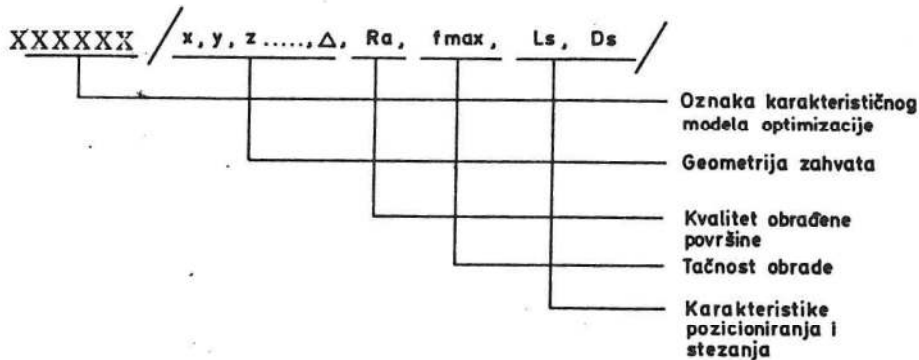 XXXXXX / x, y, z ....., Δ, Ra, fmax, Ls, Ds /
Oznaka karakterističnog
modela optimizacije
Geometrija zahvata
Kvalitet obrađene
površine
Tačnost obrade
Karakteristike
pozicioniranja i
stezanja